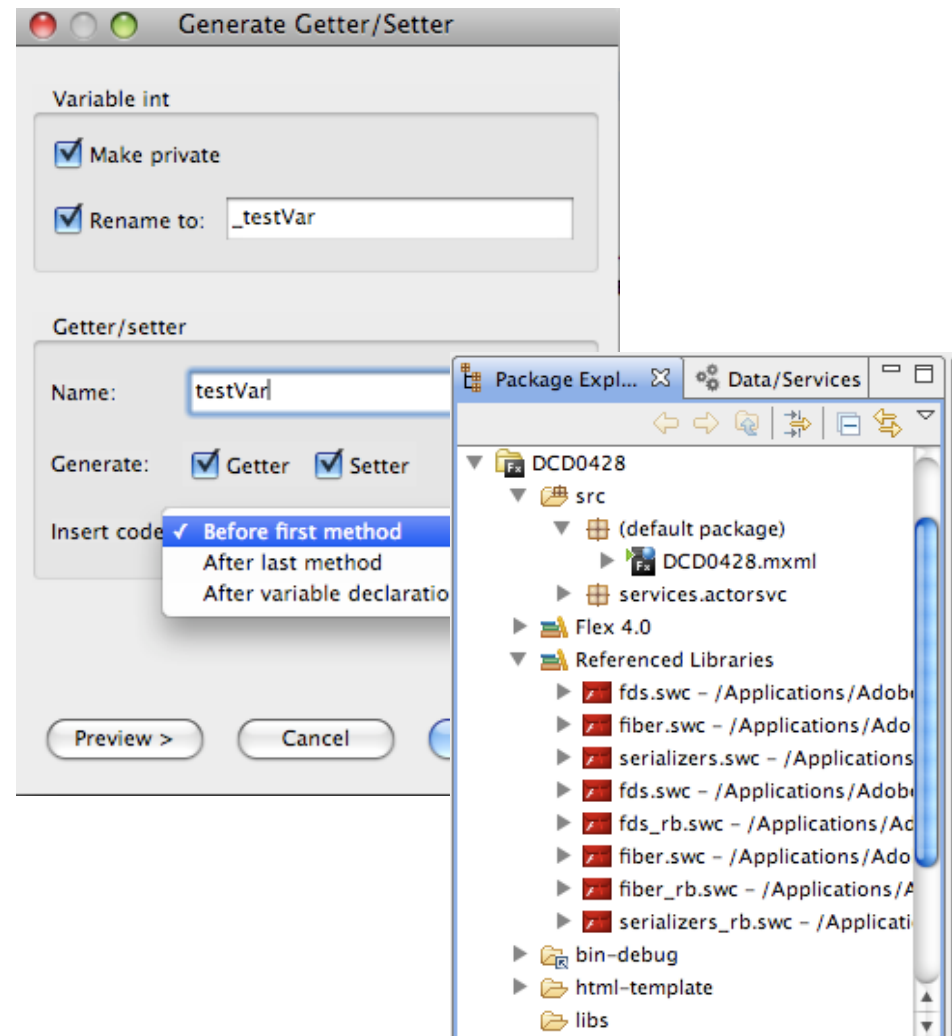 Generate Getter/Setter
Variable int
Make private
Rename to: _testVar
Getter/setter
Name: testVar
Generate: Getter Setter
Insert code
✓ Before first method
After last method
After variable declaratio
Preview >
Cancel
Package Expl...
Data/Services
DCD0428
src
(default package)
DCD0428.mxml
services.actorsvc
Flex 4.0
Referenced Libraries
fds.swc – /Applications/Adob
fiber.swc – /Applications/Ado
serializers.swc – /Applications
fds.swc – /Applications/Adob
fds_rb.swc – /Applications/Ad
fiber.swc – /Applications/Ado
fiber_rb.swc – /Applications/A
serializers_rb.swc – /Applicati
bin-debug
html-template
libs